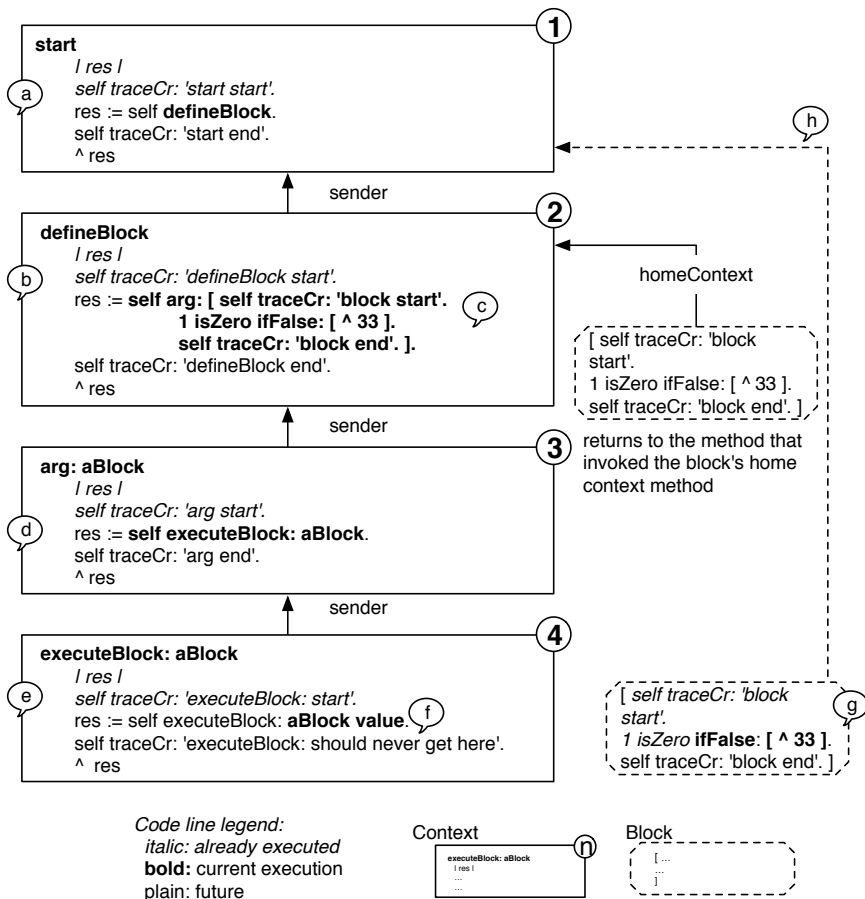 1
start
| res |
a
self traceCr: 'start start'.
res := self defineBlock.
self traceCr: 'start end'.
^ res
h
sender
2
defineBlock
| res |
b
self traceCr: 'defineBlock start'.
res := self arg: [ self traceCr: 'block start'.
c
1 isZero ifFalse: [ ^ 33 ].
self traceCr: 'block end'. ].
self traceCr: 'defineBlock end'.
^ res
homeContext
[ self traceCr: 'block
start'.
1 isZero ifFalse: [ ^ 33 ].
self traceCr: 'block end'. ]
returns to the method that
invoked the block's home
context method
sender
3
arg: aBlock
| res |
self traceCr: 'arg start'.
d
res := self executeBlock: aBlock.
self traceCr: 'arg end'.
^ res
sender
4
executeBlock: aBlock
| res |
e
self traceCr: 'executeBlock: start'.
res := self executeBlock: aBlock value.
f
self traceCr: 'executeBlock: should never get here'.
^ res
[ self traceCr: 'block
start'.
g
1 isZero ifFalse: [ ^ 33 ].
self traceCr: 'block end'. ]
Code line legend:
italic: already executed
bold: current execution
plain: future
Context
n
executeBlock: aBlock
| res |
...
...
Block
[ ...
...
]